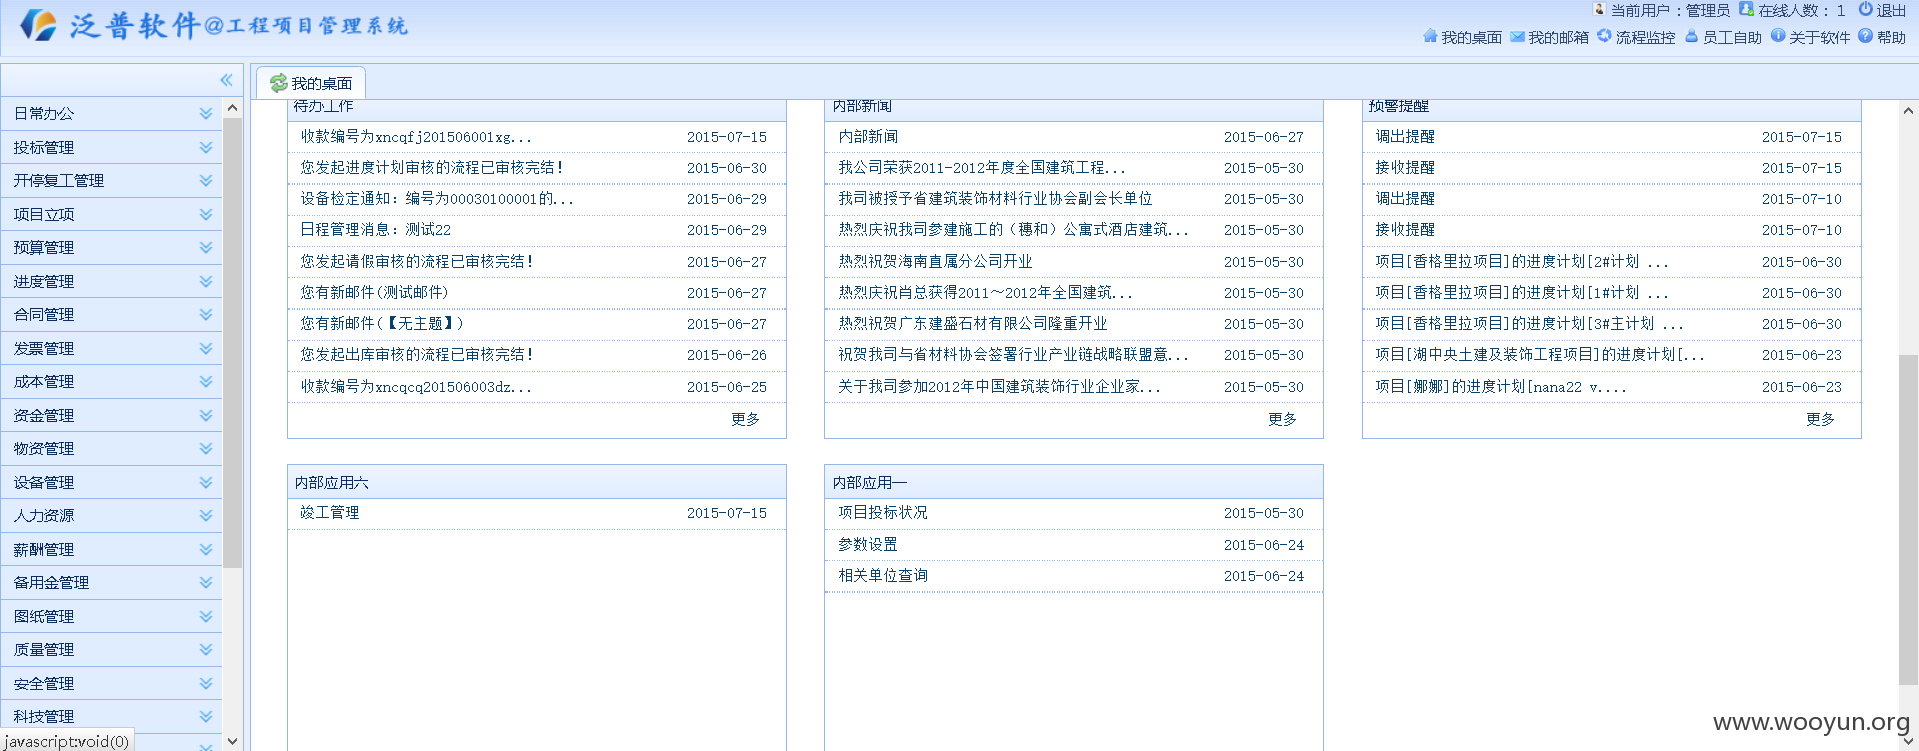 泛普软件@工程项目管理系统
当前用户：管理员 在线人数：1 退出
我的桌面 我的邮箱 流程监控 员工自助 关于软件 帮助
我的桌面
日常办公
投标管理
开停复工管理
项目立项
预算管理
进度管理
合同管理
发票管理
成本管理
资金管理
物资管理
设备管理
人力资源
薪酬管理
备用金管理
图纸管理
质量管理
安全管理
科技管理
javascript:void(0)
待办工作
收款编号为xncqfj201506001xg... 2015-07-15
您发起进度计划审核的流程已审核完结! 2015-06-30
设备检定通知: 编号为00030100001的... 2015-06-29
日程管理消息: 测试22 2015-06-29
您发起请假审核的流程已审核完结! 2015-06-27
您有新邮件(测试邮件) 2015-06-27
您有新邮件(【无主题】) 2015-06-27
您发起出库审核的流程已审核完结! 2015-06-26
收款编号为xncqcq201506003dz... 2015-06-25
更多
内部新闻
内部新闻 2015-06-27
我公司荣获2011-2012年度全国建筑工程... 2015-05-30
我司被授予省建筑装饰材料行业协会副会长单位 2015-05-30
热烈庆祝我司参建施工的（穗和）公寓式酒店建筑... 2015-05-30
热烈祝贺海南直属分公司开业 2015-05-30
热烈庆祝肖总获得2011～2012年全国建筑... 2015-05-30
热烈祝贺广东建盛石材有限公司隆重开业 2015-05-30
祝贺我司与省材料协会签署行业产业链战略联盟意... 2015-05-30
关于我司参加2012年中国建筑装饰行业企业家... 2015-05-30
更多
预警提醒
调出提醒 2015-07-15
接收提醒 2015-07-15
调出提醒 2015-07-10
接收提醒 2015-07-10
项目[香格里拉项目]的进度计划[2#计划 ... 2015-06-30
项目[香格里拉项目]的进度计划[1#计划 ... 2015-06-30
项目[香格里拉项目]的进度计划[3#主计划 ... 2015-06-30
项目[湖中央土建及装饰工程项目]的进度计划[... 2015-06-23
项目[娜娜]的进度计划[nana22 v.... 2015-06-23
更多
内部应用六
竣工管理 2015-07-15
内部应用一
项目投标状况 2015-05-30
参数设置 2015-06-24
相关单位查询 2015-06-24
www.wooyun.org